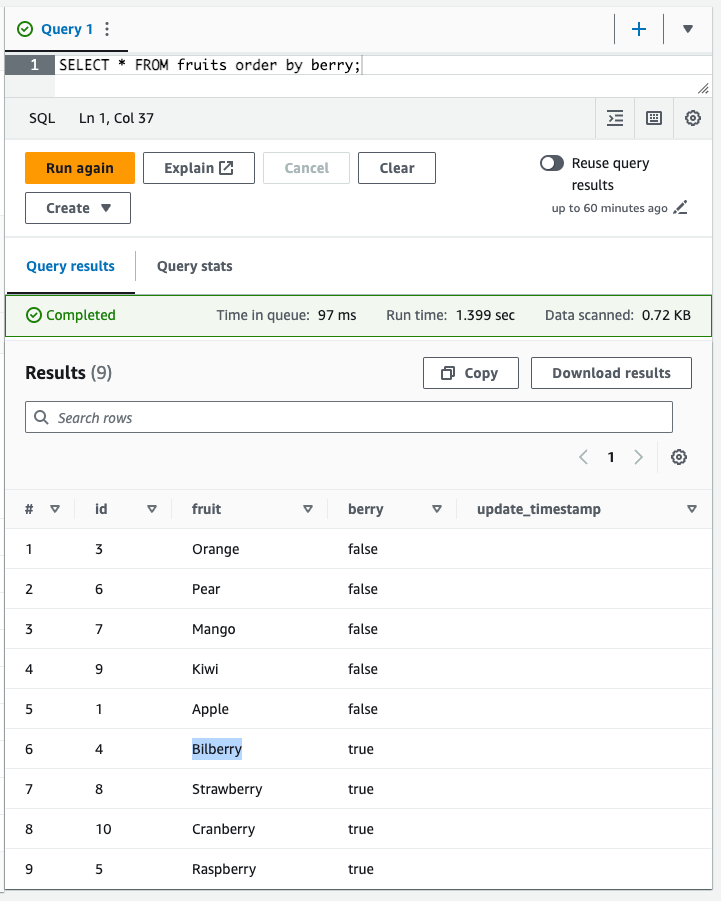 Query 1
1 SELECT * FROM fruits order by berry;
SQL Ln 1, Col 37
Run again Explain Cancel Clear
Reuse query
results
up to 60 minutes ago
Create
Query results Query stats
Completed Time in queue: 97 ms Run time: 1.399 sec Data scanned: 0.72 KB
Results (9) Copy Download results
Search rows
1
# id fruit berry update_timestamp
1 3 Orange false
2 6 Pear false
3 7 Mango false
4 9 Kiwi false
5 1 Apple false
6 4 Bilberry true
7 8 Strawberry true
8 10 Cranberry true
9 5 Raspberry true